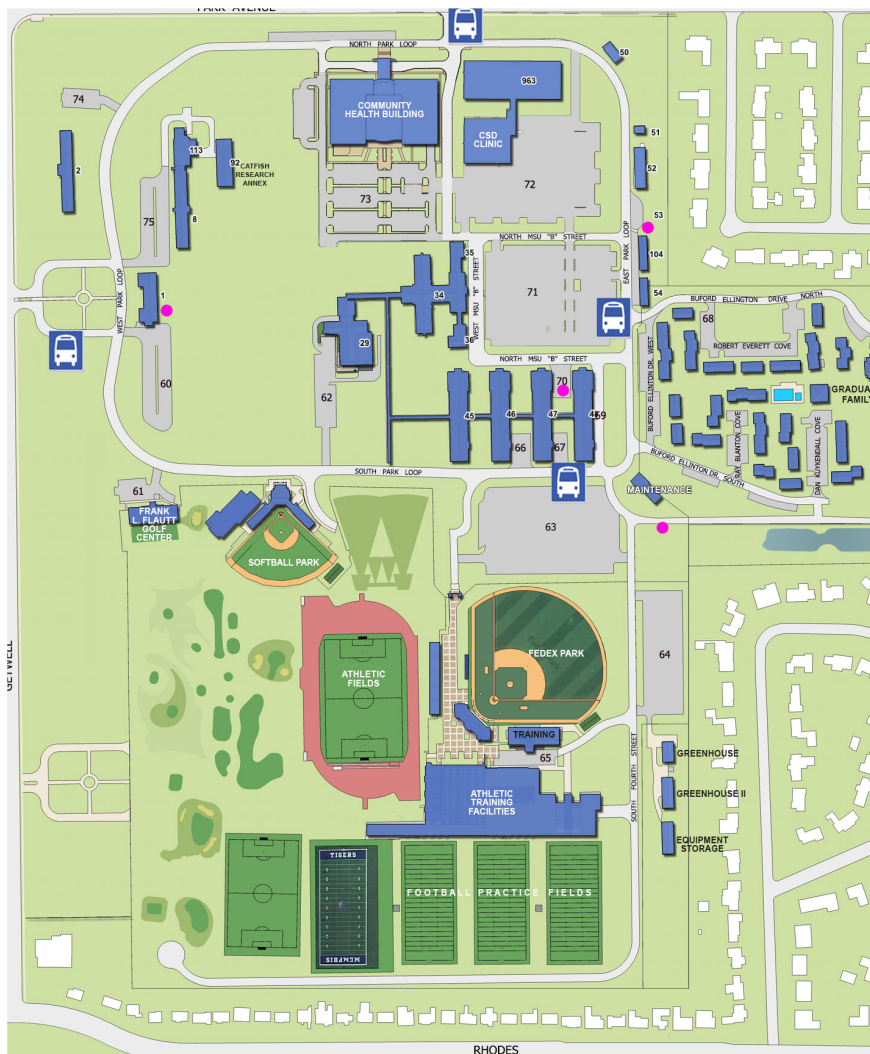 PARK AVENUE
NORTH PARK LOOP
50
963
74
COMMUNITY
HEALTH BUILDING
CSD
CLINIC
51
113
92
CATFISH
RESEARCH
ANNEX
2
52
72
73
8
75
53
NORTH MSU "B" STREET
EAST PARK LOOP
104
35
WEST MSU "B" STREET
34
71
54
WEST PARK LOOP
1
BUFORD ELLINGTON DRIVE NORTH
68
36
29
ROBERT EVERETT COVE
NORTH MSU "B" STREET
BUFORD ELLINTON DR. WEST
60
62
70
GRADUA
FAMILY
45
46
47
69
66
67
RAY BLANTON COVE
DAN KUYKENDALL COVE
BUFORD ELLINTON DR. SOUTH
SOUTH PARK LOOP
61
MAINTENANCE
63
FRANK
L. FLAUTT
GOLF
CENTER
SOFTBALL PARK
GETWELL
FEDEX PARK
64
ATHLETIC
FIELDS
TRAINING
65
SOUTH FOURTH STREET
GREENHOUSE
GREENHOUSE II
ATHLETIC
TRAINING
FACILITIES
EQUIPMENT
STORAGE
TIGERS
FOOTBALL PRACTICE FIELDS
MEMPHIS
RHODES